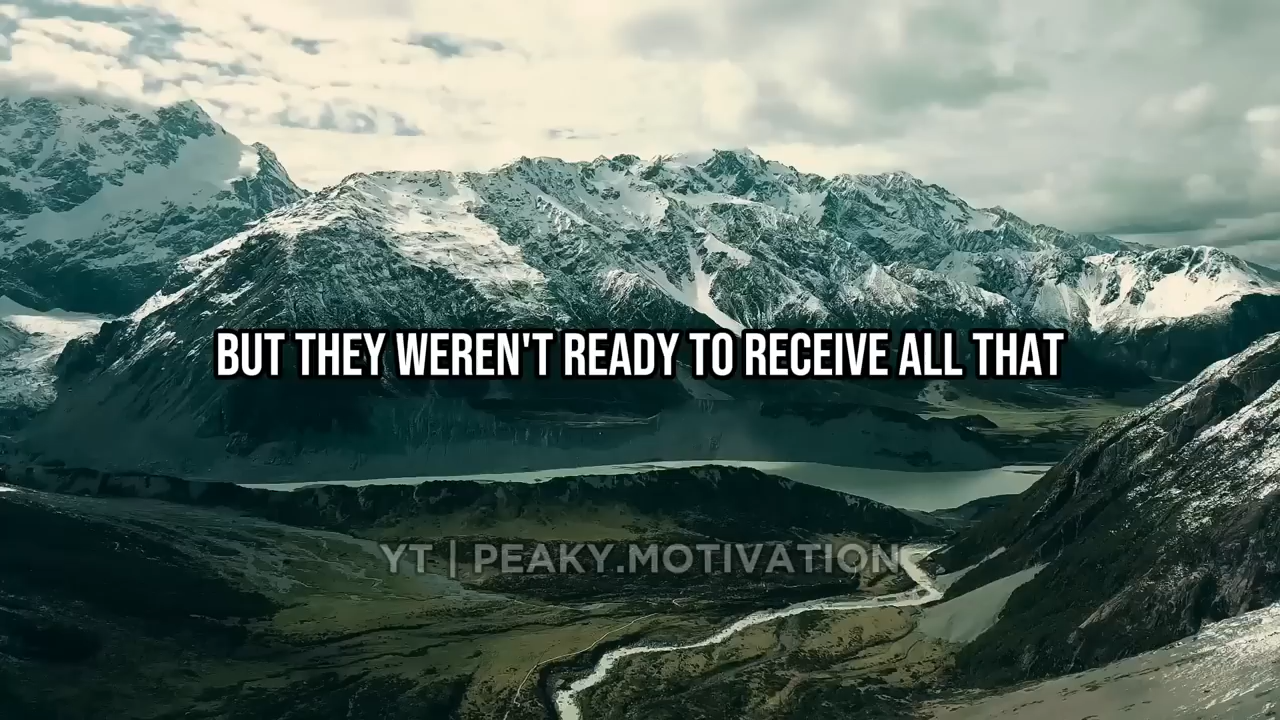 BUT THEY WEREN'T READY TO RECEIVE ALL THAT
YT | PEAKY.MOTIVATION